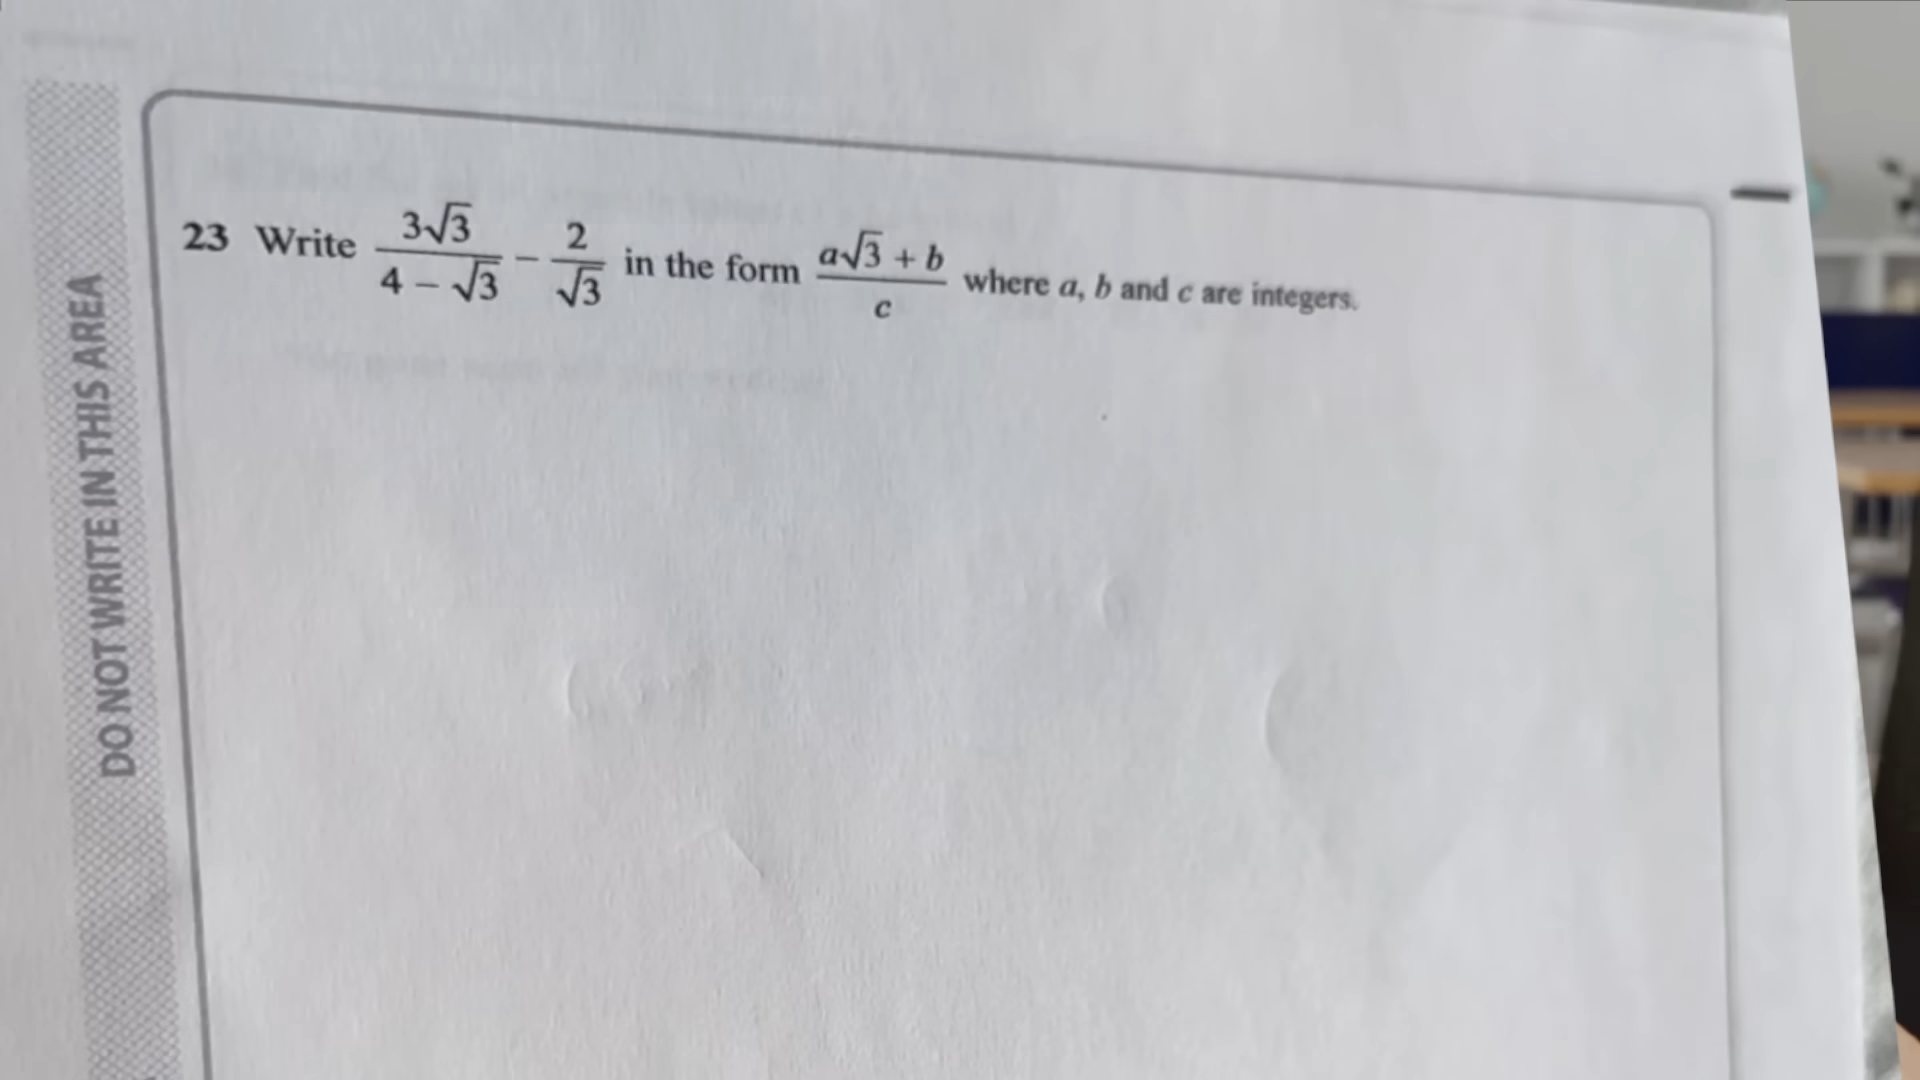 23 Write 3√3/(4 − √3) − 2/√3 in the form (a√3 + b)/c where a, b and c are integers.
DO NOT WRITE IN THIS AREA